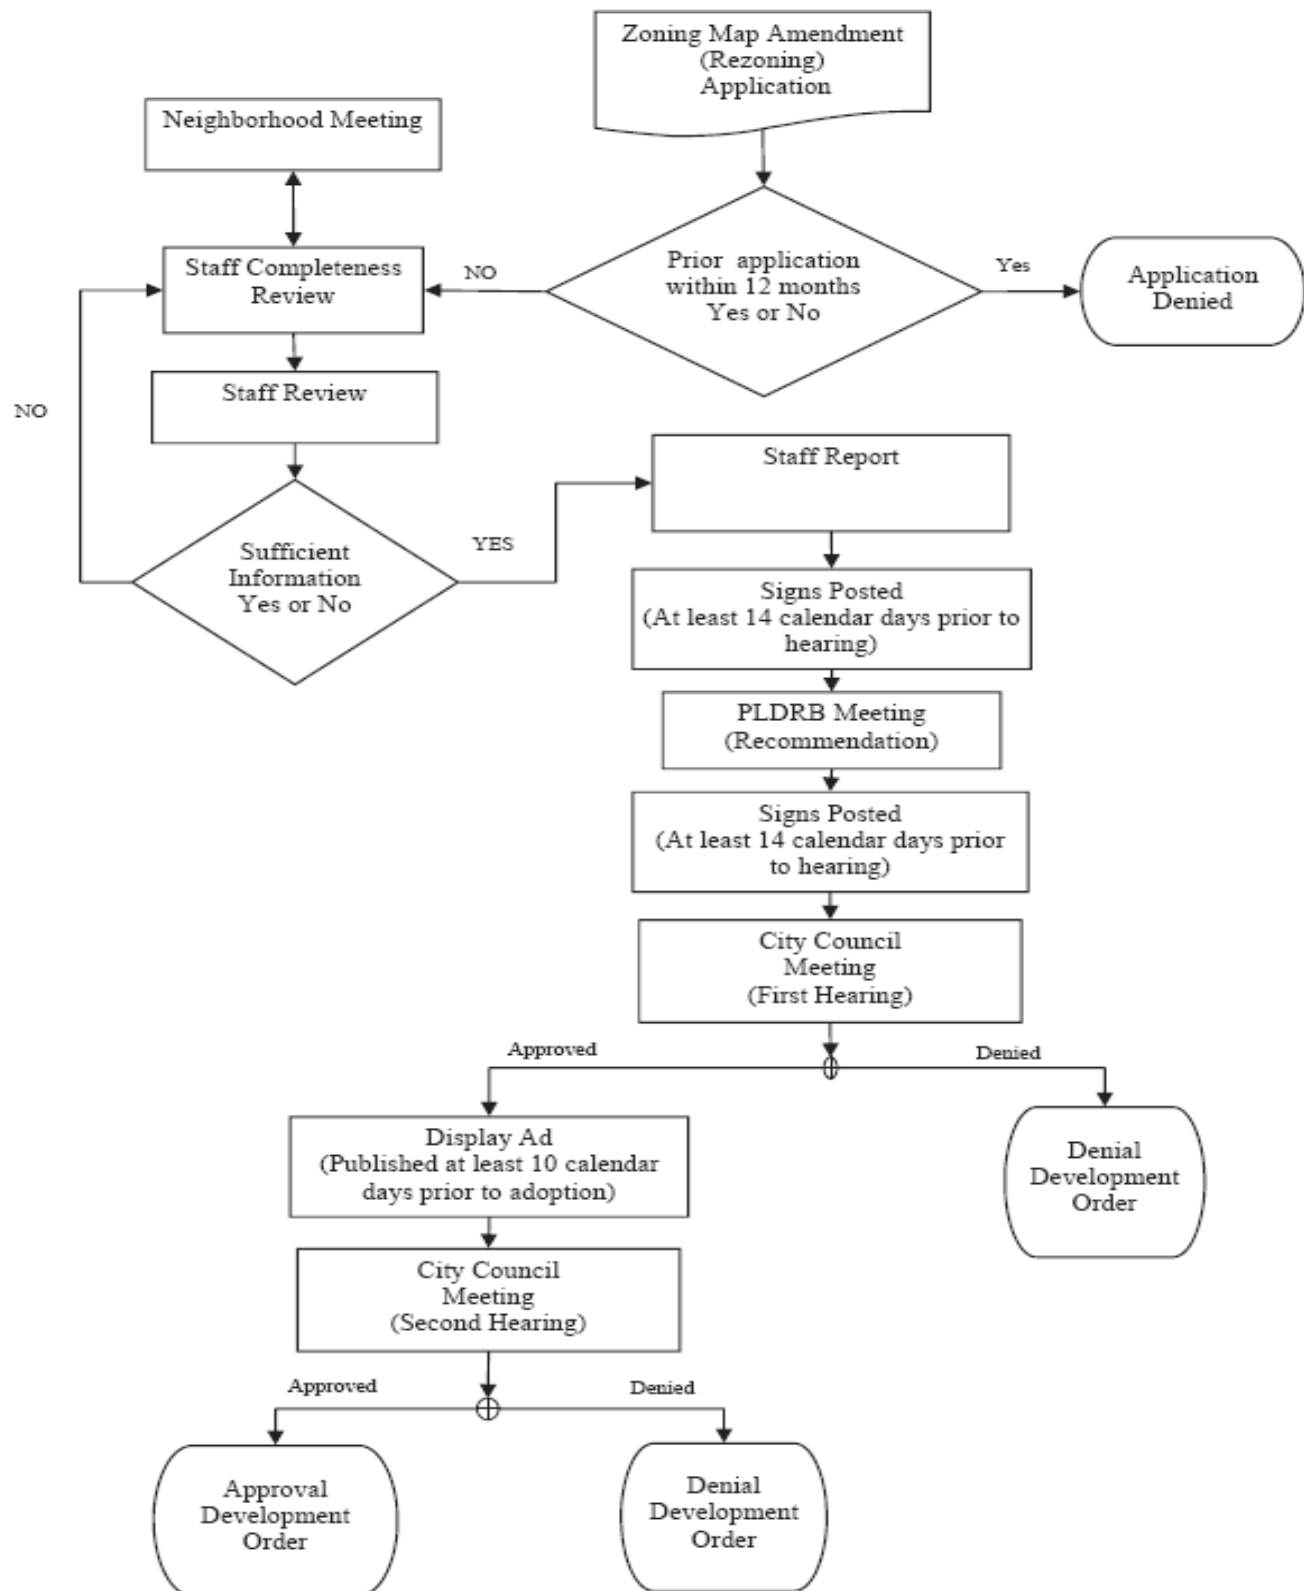 Zoning Map Amendment
(Rezoning)
Application
Neighborhood Meeting
Staff Completeness
Review
NO
Prior application
within 12 months
Yes or No
Yes
Application
Denied
Staff Review
NO
Sufficient
Information
Yes or No
YES
Staff Report
Signs Posted
(At least 14 calendar days prior to
hearing)
PLDRB Meeting
(Recommendation)
Signs Posted
(At least 14 calendar days prior
to hearing)
City Council
Meeting
(First Hearing)
Approved
Denied
Display Ad
(Published at least 10 calendar
days prior to adoption)
Denial
Development
Order
City Council
Meeting
(Second Hearing)
Approved
Denied
Approval
Development
Order
Denial
Development
Order